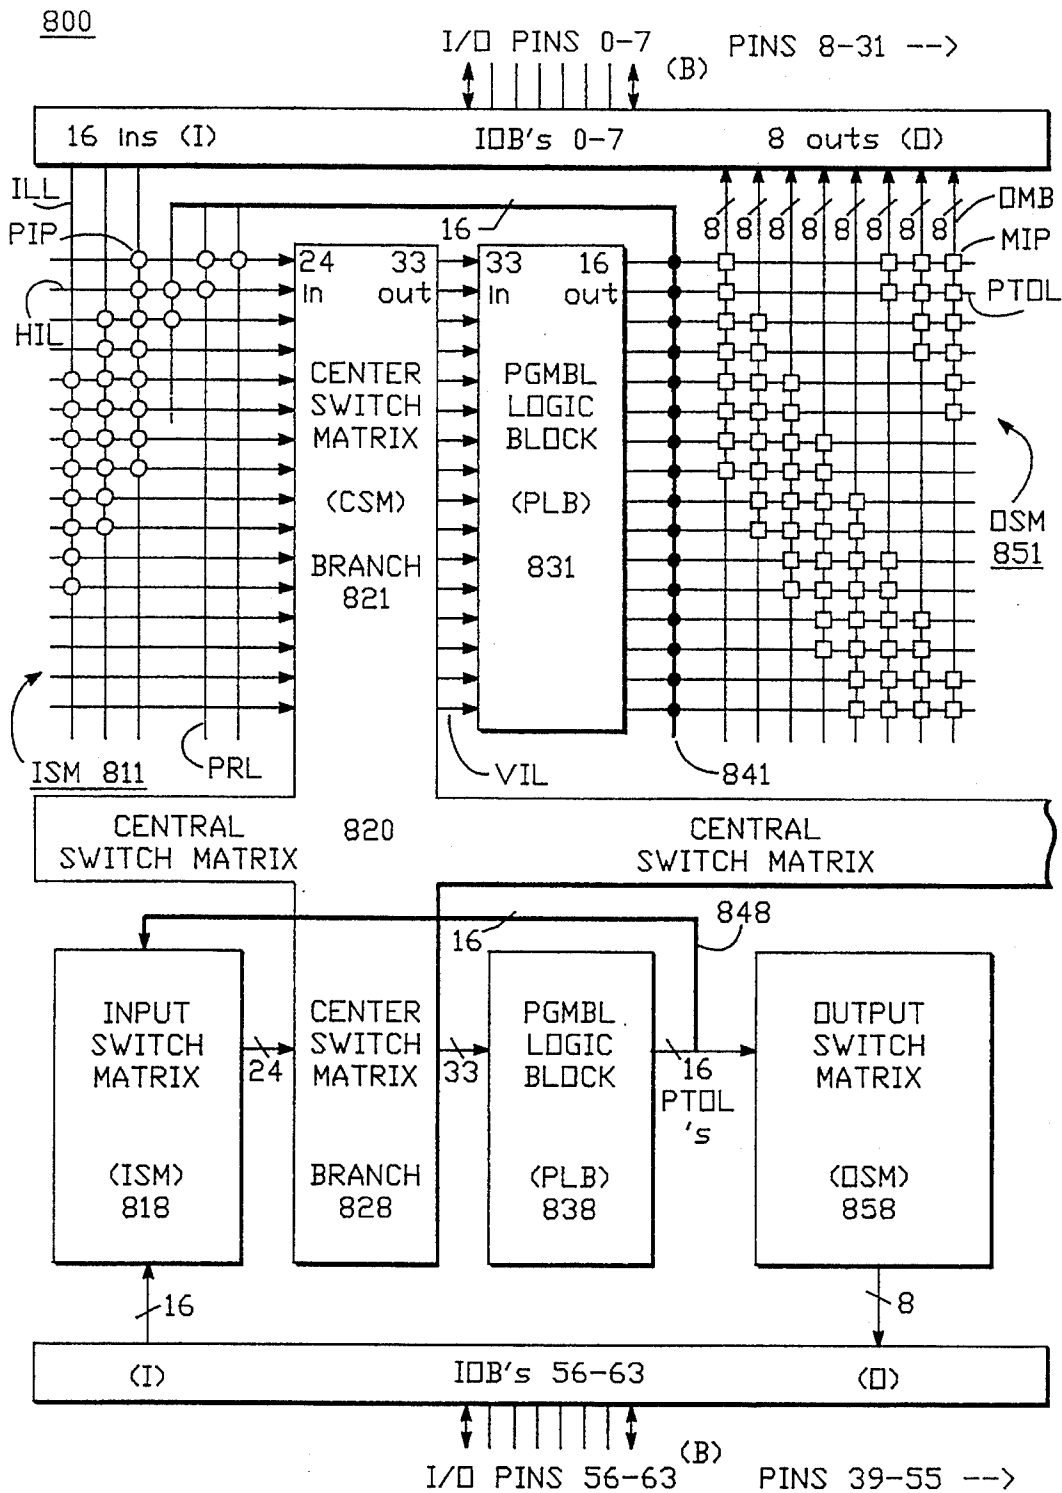 800
I/O PINS 0-7
PINS 8-31 -->
(B)
16 ins (I)
IOB's 0-7
8 outs (O)
ILL
PIP
HIL
16
8 8 8 8 8 8 8 8
OMB
MIP
PTOL
24 33
in out
33 16
in out
CENTER
SWITCH
MATRIX
(CSM)
BRANCH
821
PGMBL
LOGIC
BLOCK
(PLB)
831
OSM
851
ISM 811
PRL
VIL
841
CENTRAL
SWITCH MATRIX
820
CENTRAL
SWITCH MATRIX
848
16
INPUT
SWITCH
MATRIX
(ISM)
818
24
CENTER
SWITCH
MATRIX
BRANCH
828
33
PGMBL
LOGIC
BLOCK
(PLB)
838
16
PTOL
's
OUTPUT
SWITCH
MATRIX
(OSM)
858
16
8
(I)
IOB's 56-63
(O)
(B)
I/O PINS 56-63
PINS 39-55 -->